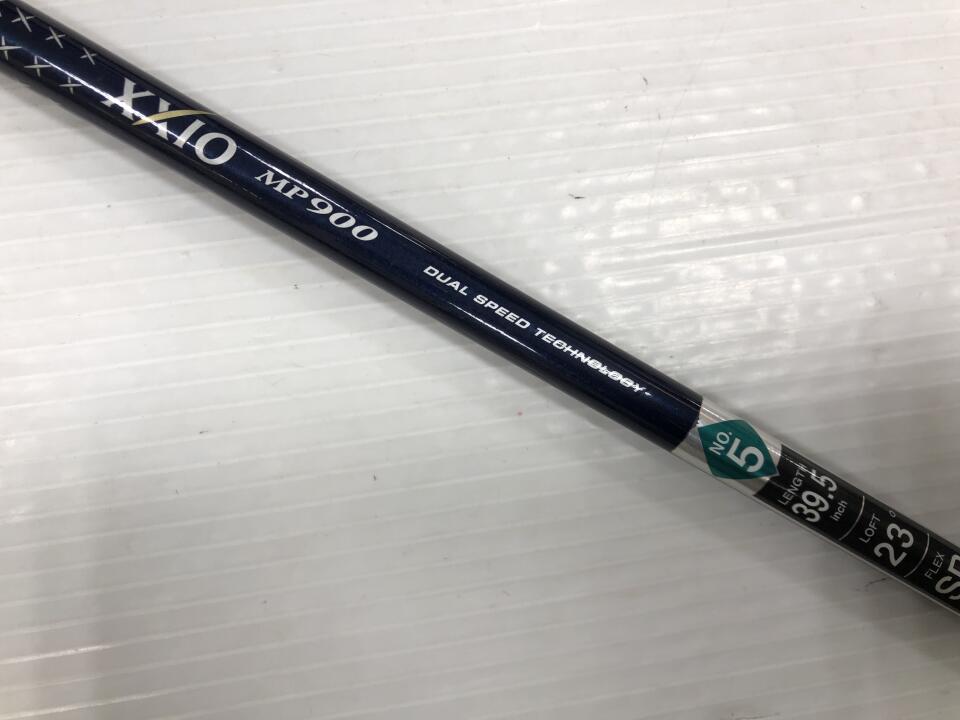 XXIO
MP900
DUAL SPEED TECHNOLOGY
NO.
5
LENGTH
39.5
inch
LOFT
23°
FLEX